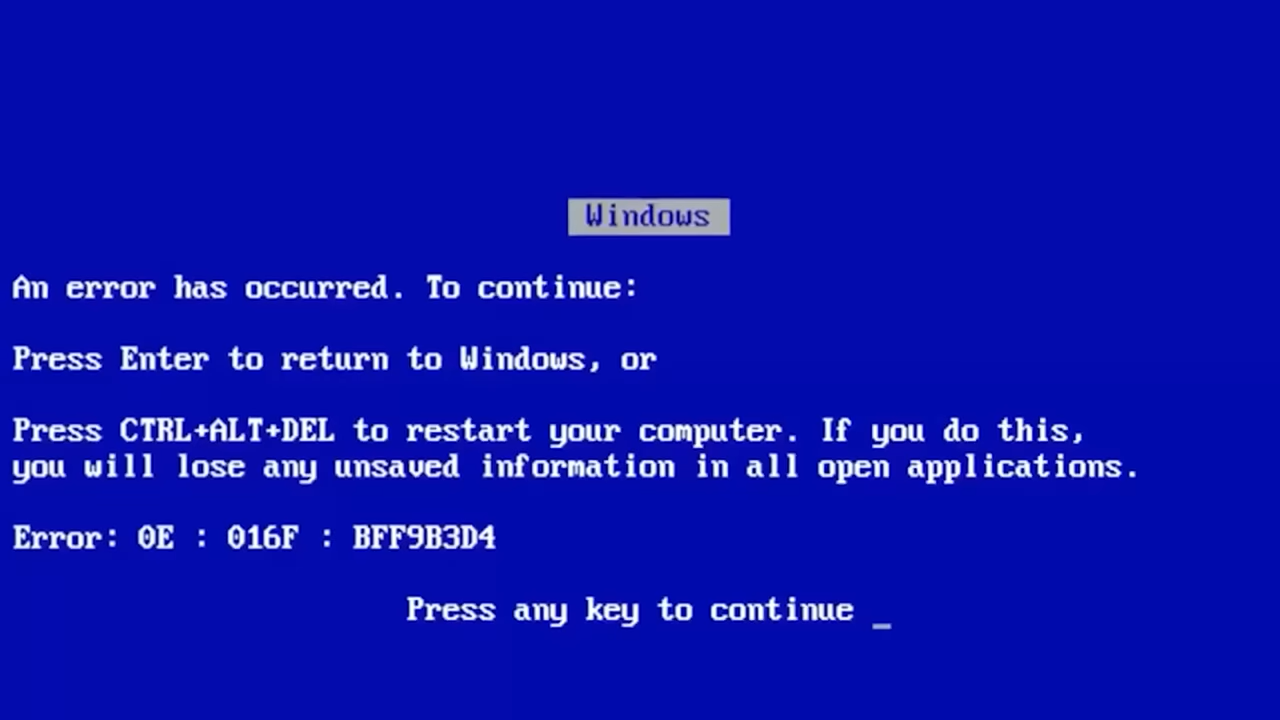 Windows
An error has occurred. To continue:
Press Enter to return to Windows, or
Press CTRL+ALT+DEL to restart your computer. If you do this,
you will lose any unsaved information in all open applications.
Error: 0E : 016F : BFF9B3D4
Press any key to continue _